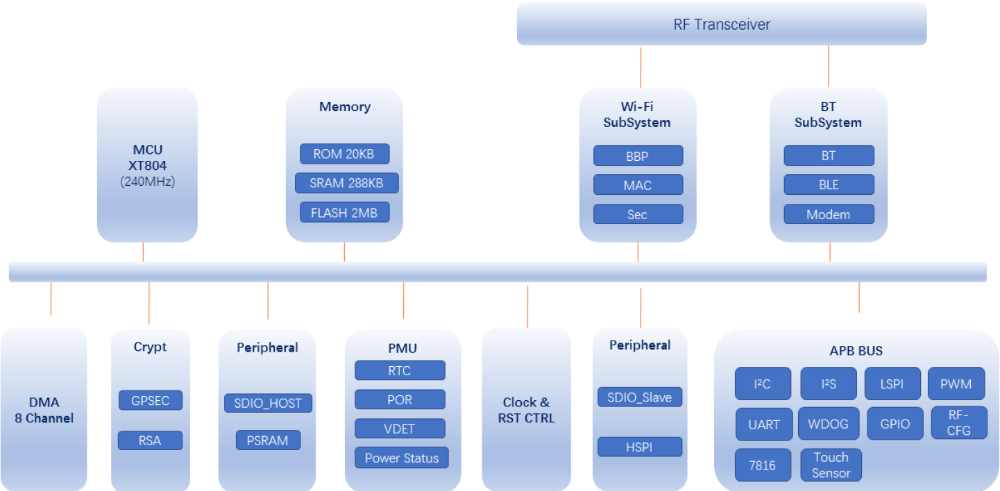 RF Transceiver
MCU
XT804
(240MHz)
Memory
ROM 20KB
SRAM 288KB
FLASH 2MB
Wi-Fi
SubSystem
BBP
MAC
Sec
BT
SubSystem
BT
BLE
Modem
DMA
8 Channel
Crypt
GPSEC
RSA
Peripheral
SDIO_HOST
PSRAM
PMU
RTC
POR
VDET
Power Status
Clock &
RST CTRL
Peripheral
SDIO_Slave
HSPI
APB BUS
I²C
I²S
LSPI
PWM
UART
WDOG
GPIO
RF-
CFG
7816
Touch
Sensor